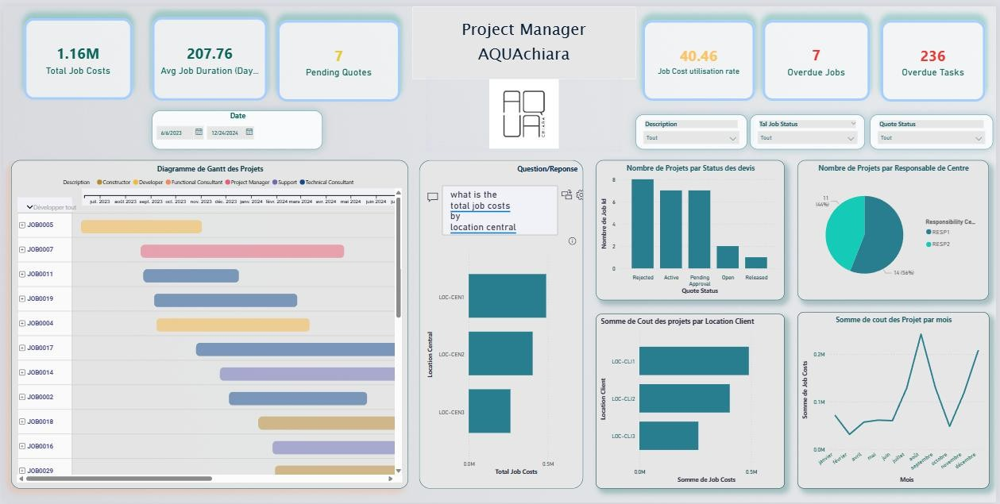 1.16M
Total Job Costs
207.76
Avg Job Duration (Day...
7
Pending Quotes
Project Manager
AQUAchiara
40.46
Job Cost utilisation rate
7
Overdue Jobs
236
Overdue Tasks
AQUA
CHIARA
Date
6/6/2023
12/24/2024
Description
Tout
Tal Job Status
Tout
Quote Status
Tout
Diagramme de Gantt des Projets
Description Constructor Developer Functional Consultant Project Manager Support Technical Consultant
juil. 2023 août 2023 sept. 2023 oct. 2023 nov. 2023 déc. 2023 janv. 2024 févr. 2024 mars 2024 avr. 2024 mai 2024 juin 2024 ju
Développer tout
JOB0005
JOB0007
JOB0011
JOB0019
JOB0004
JOB0017
JOB0014
JOB0002
JOB0018
JOB0016
JOB0029
Question/Reponse
what is the
total job costs
by
location central
Location Central
LOC-CEN1
LOC-CEN2
LOC-CEN3
0.0M 0.5M
Total Job Costs
Nombre de Projets par Status des devis
Nombre de Job Id
8
6
4
2
0
Rejected Active Pending Approval Open Released
Quote Status
Nombre de Projets par Responsable de Centre
11
(44%)
14 (56%)
Responsibility Ce...
RESP1
RESP2
Somme de Cout des projets par Location Client
Location Client
LOC-CLI1
LOC-CLI2
LOC-CLI3
0.0M 0.5M
Somme de Job Costs
Somme de cout des Projet par mois
Somme de Job Costs
0.2M
0.1M
0.0M
janvier février avril mai juin juillet août septembre octobre novembre décembre
Mois